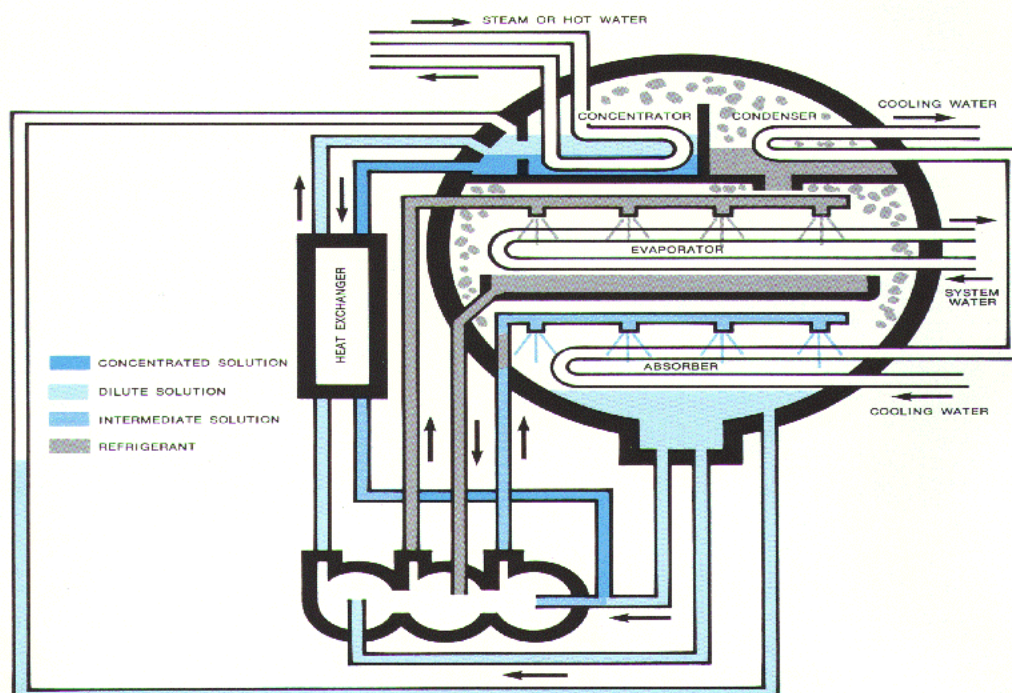 STEAM OR HOT WATER
COOLING WATER
CONCENTRATOR
CONDENSER
EVAPORATOR
SYSTEM
WATER
HEAT EXCHANGER
CONCENTRATED SOLUTION
ABSORBER
DILUTE SOLUTION
COOLING WATER
INTERMEDIATE SOLUTION
REFRIGERANT